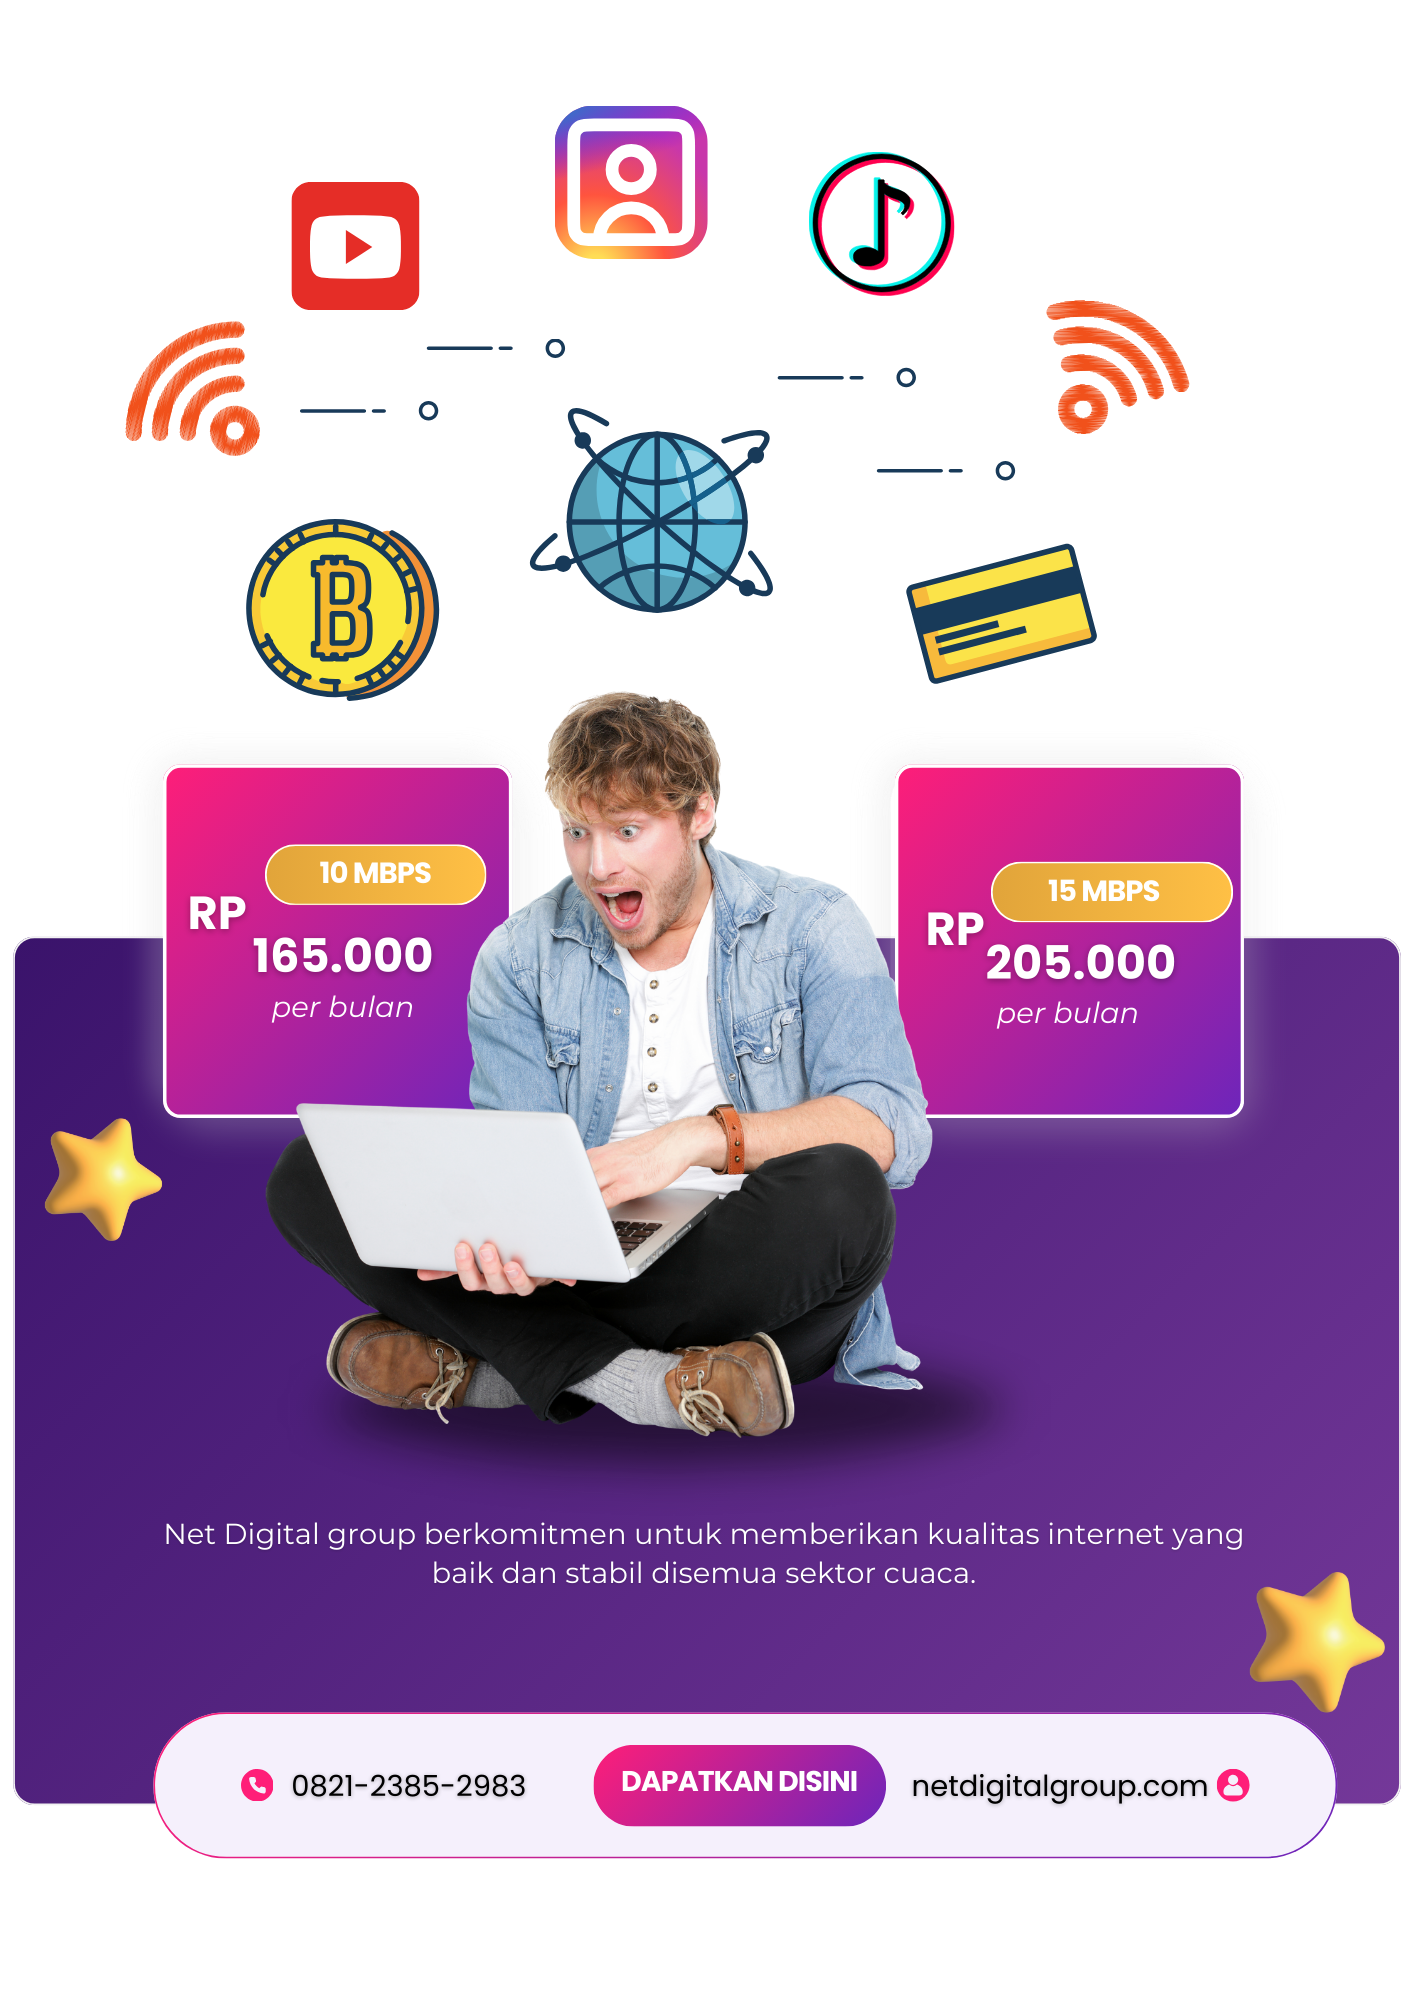 10 MBPS
RP
165.000
per bulan
15 MBPS
RP
205.000
per bulan
Net Digital group berkomitmen untuk memberikan kualitas internet yang
baik dan stabil disemua sektor cuaca.
0821-2385-2983
DAPATKAN DISINI
netdigitalgroup.com